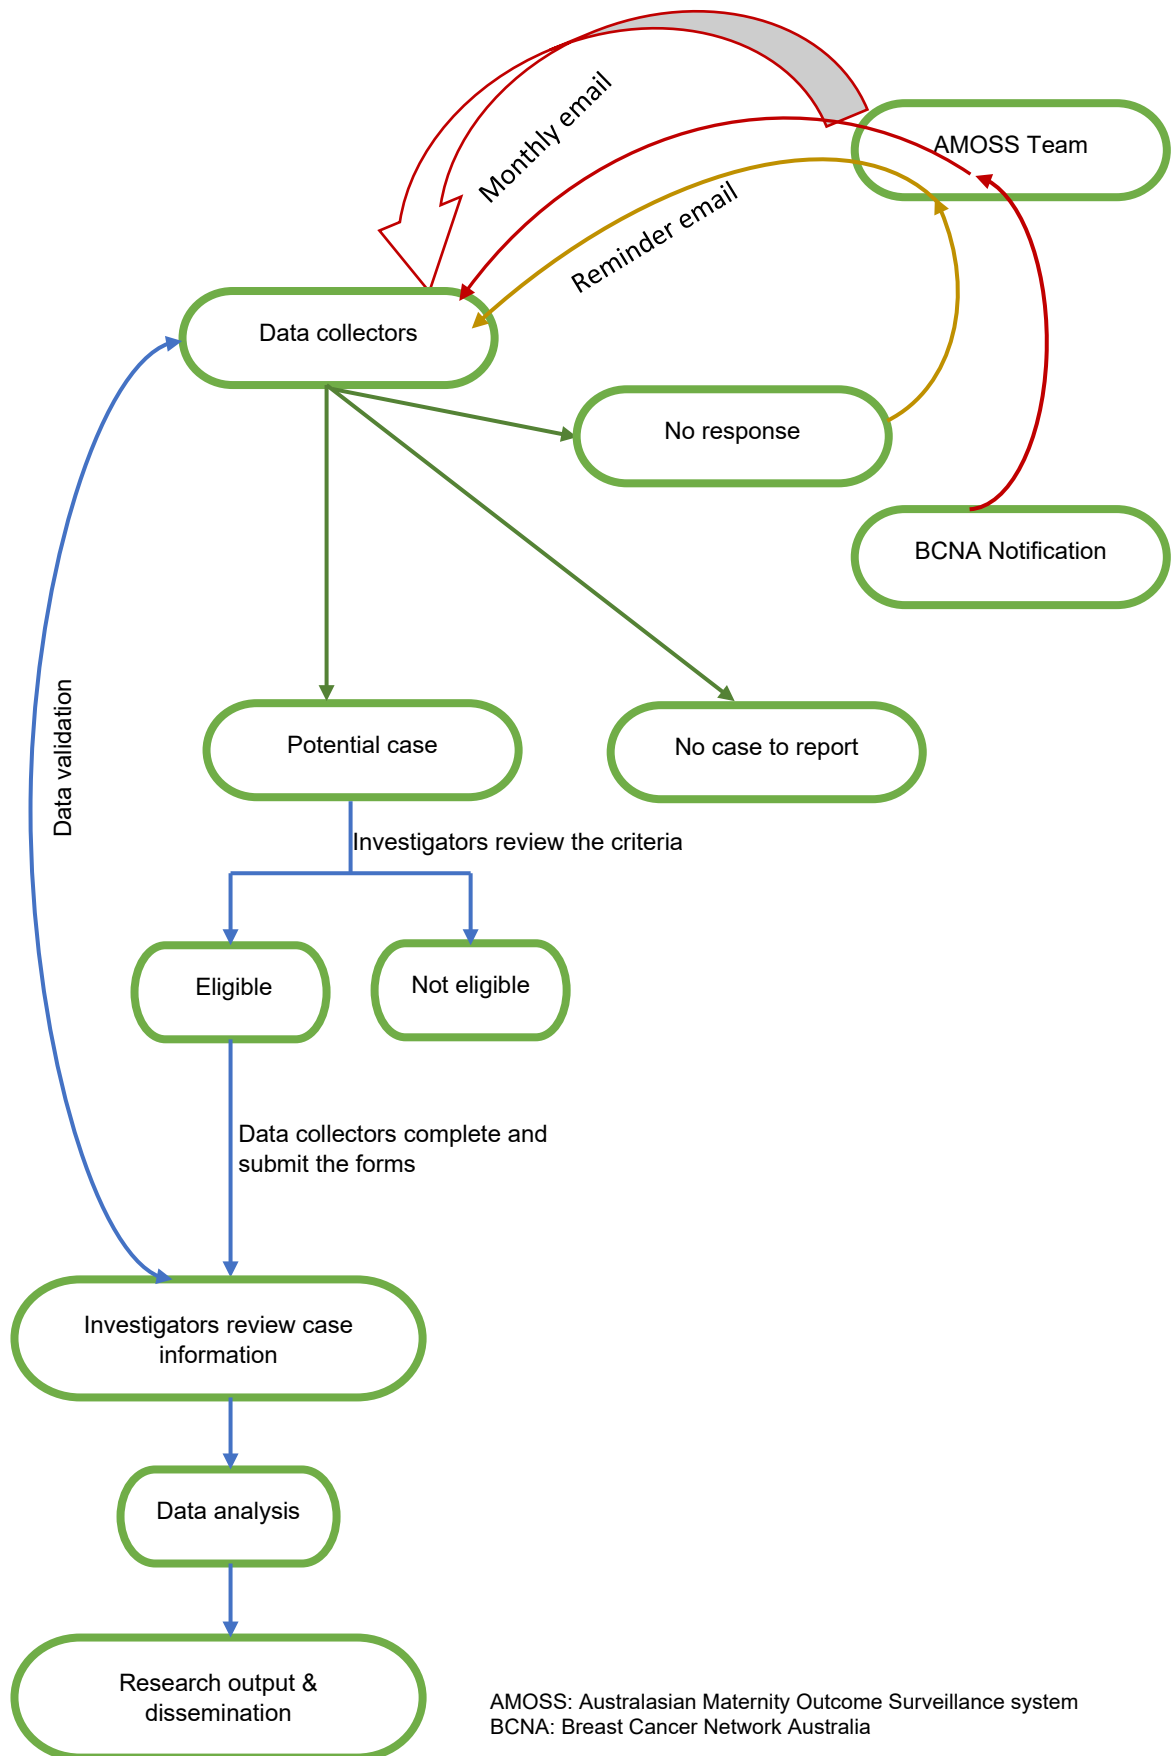 Monthly email
AMOSS Team
Reminder email
Data collectors
No response
BCNA Notification
Data validation
Potential case
No case to report
Investigators review the criteria
Eligible
Not eligible
Data collectors complete and
submit the forms
Investigators review case
information
Data analysis
Research output &
dissemination
AMOSS: Australasian Maternity Outcome Surveillance system
BCNA: Breast Cancer Network Australia